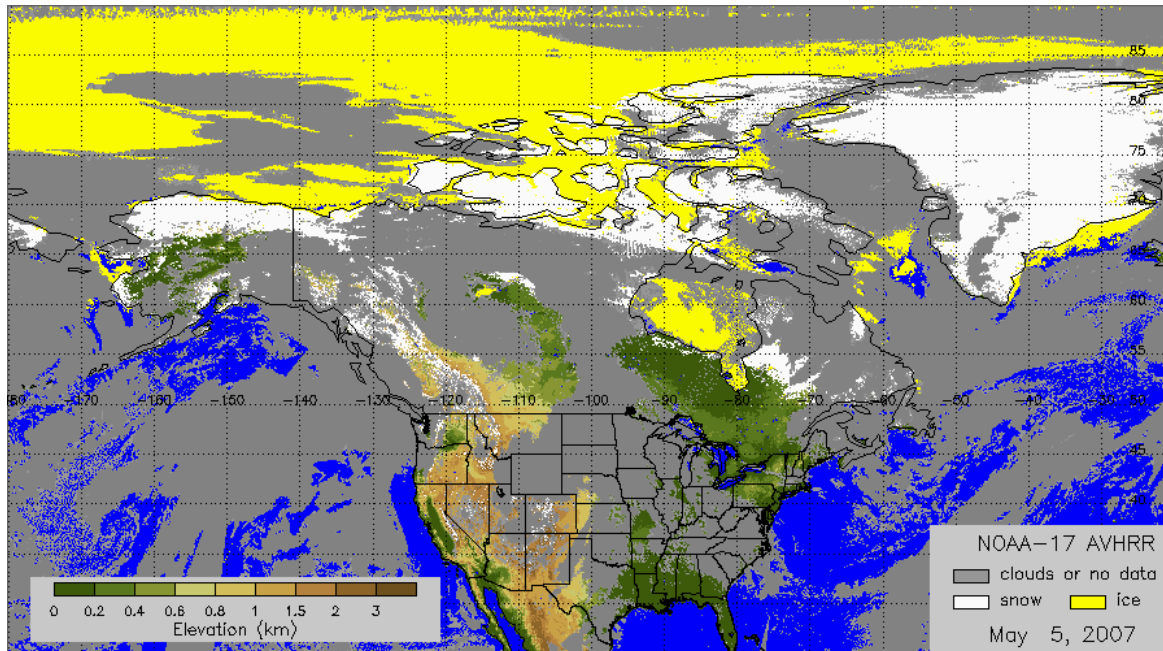 85
80
75
70
65
60
55
80 -170 -160 -150 -140 -130 -120 -110 -100 -90 -80 -70 -60 -50 -40 -30
45
40
NOAA-17 AVHRR
clouds or no data
snow ice
May 5, 2007
0 0.2 0.4 0.6 0.8 1 1.5 2 3
Elevation (km)